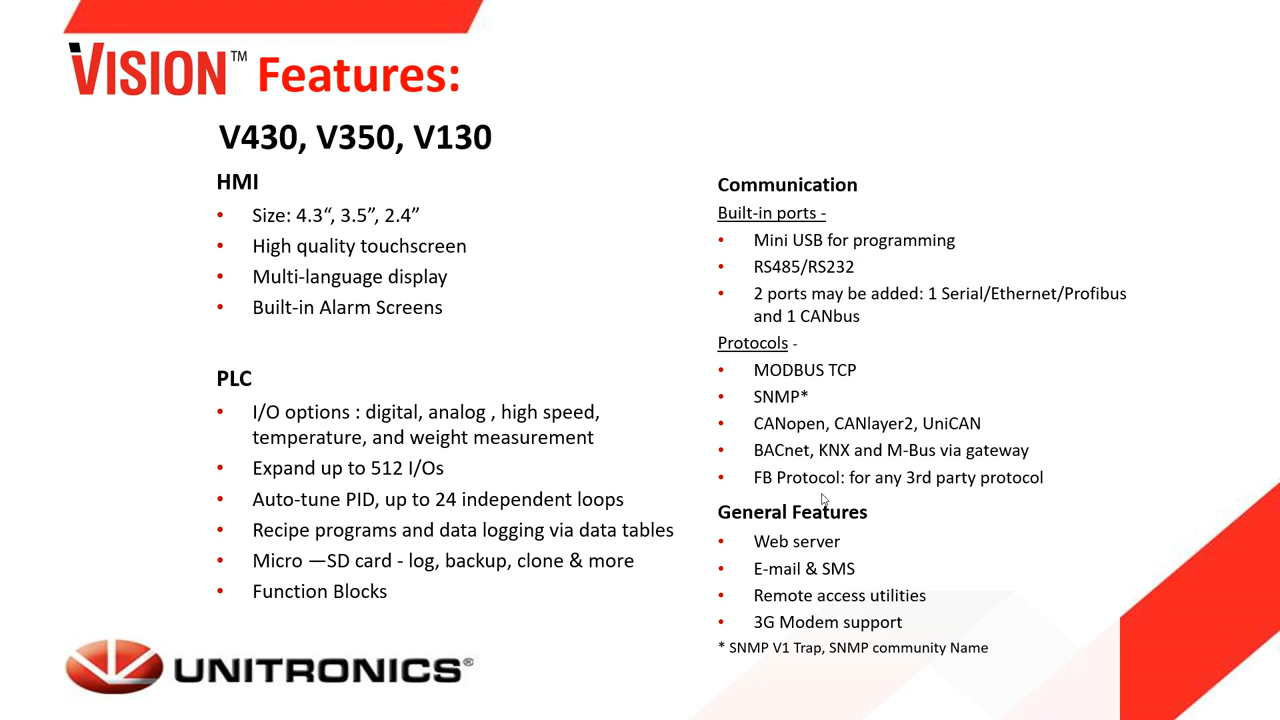 VISION™ Features:
V430, V350, V130
HMI
• Size: 4.3“, 3.5”, 2.4”
• High quality touchscreen
• Multi-language display
• Built-in Alarm Screens
PLC
• I/O options : digital, analog , high speed,
temperature, and weight measurement
• Expand up to 512 I/Os
• Auto-tune PID, up to 24 independent loops
• Recipe programs and data logging via data tables
• Micro —SD card - log, backup, clone & more
• Function Blocks
Communication
Built-in ports -
• Mini USB for programming
• RS485/RS232
• 2 ports may be added: 1 Serial/Ethernet/Profibus
and 1 CANbus
Protocols -
• MODBUS TCP
• SNMP*
• CANopen, CANlayer2, UniCAN
• BACnet, KNX and M-Bus via gateway
• FB Protocol: for any 3rd party protocol
General Features
• Web server
• E-mail & SMS
• Remote access utilities
• 3G Modem support
* SNMP V1 Trap, SNMP community Name
UNITRONICS®